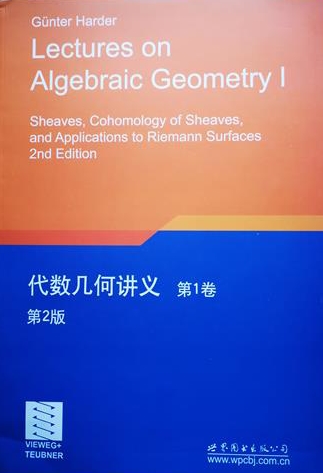 Günter Harder
Lectures on
Algebraic Geometry I
Sheaves, Cohomology of Sheaves,
and Applications to Riemann Surfaces
2nd Edition
代数几何讲义 第1卷
第2版
VIEWEG+
TEUBNER
世界图书出版公司
www.wpcbj.com.cn